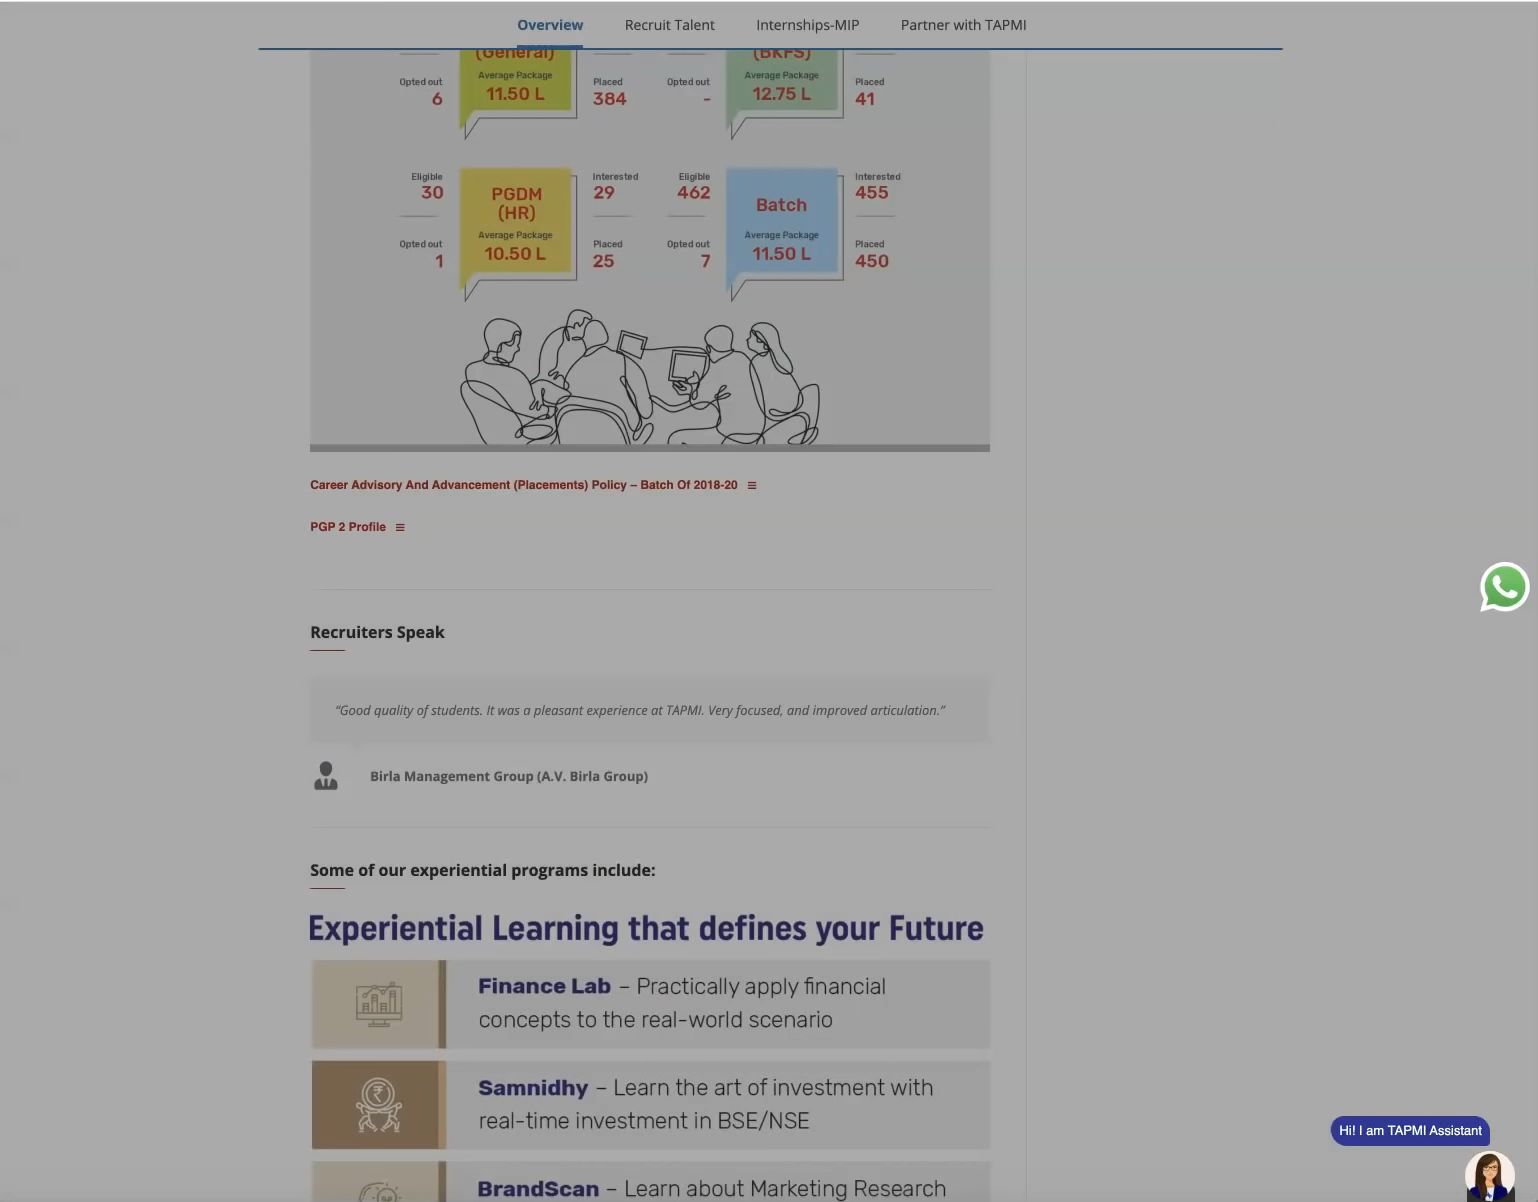 Overview Recruit Talent Internships-MIP Partner with TAPMI
(General) (BKFS)
Opted out Average Package Placed Opted out Average Package Placed
6 11.50 L 384 - 12.75 L 41
Eligible Interested Eligible Interested
30 PGDM 29 462 Batch 455
(HR)
Opted out Average Package Placed Opted out Average Package Placed
1 10.50 L 25 7 11.50 L 450
Career Advisory And Advancement (Placements) Policy – Batch Of 2018-20
PGP 2 Profile
Recruiters Speak
“Good quality of students. It was a pleasant experience at TAPMI. Very focused, and improved articulation.”
Birla Management Group (A.V. Birla Group)
Some of our experiential programs include:
Experiential Learning that defines your Future
Finance Lab – Practically apply financial
concepts to the real-world scenario
Samnidhy – Learn the art of investment with
real-time investment in BSE/NSE
Hi! I am TAPMI Assistant
BrandScan – Learn about Marketing Research